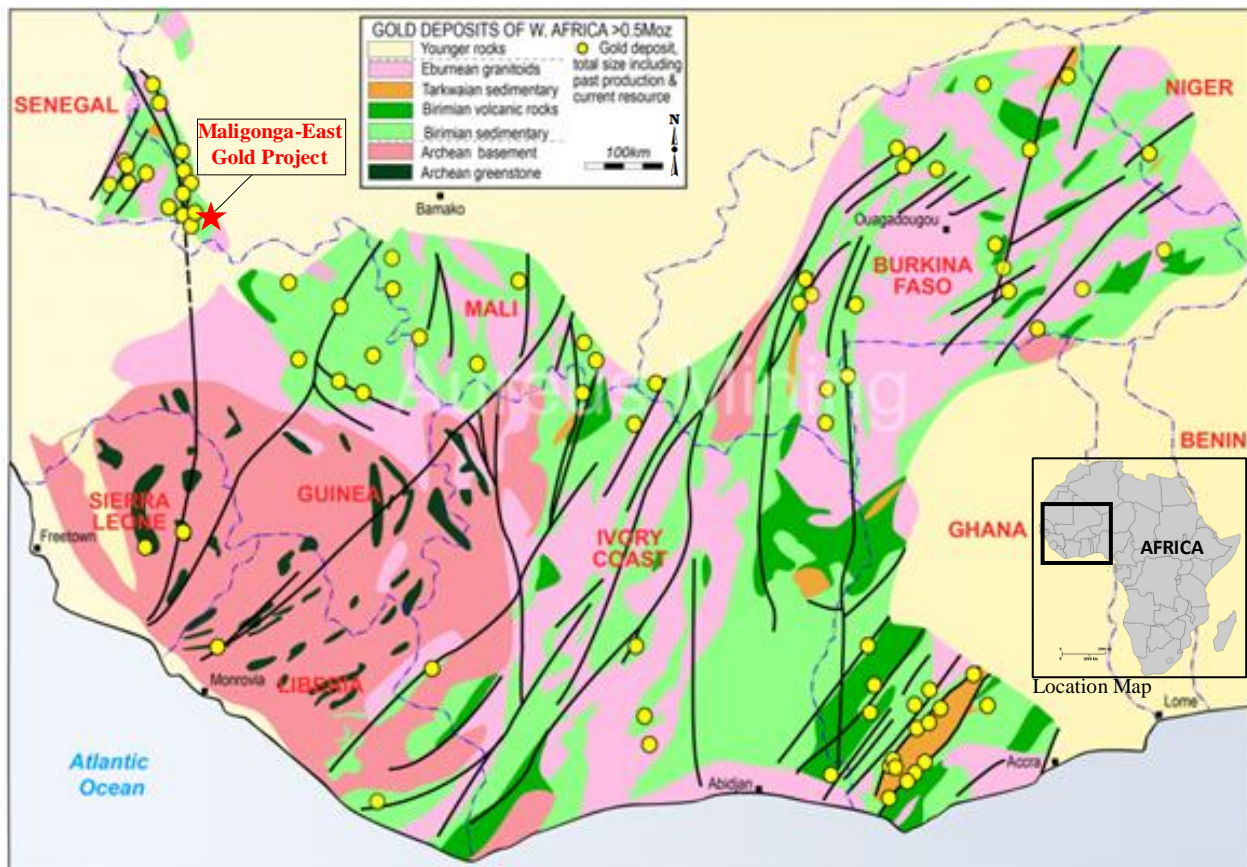 GOLD DEPOSITS OF W. AFRICA >0.5Moz
Younger rocks
Eburnean granitoids
Tarkwaian sedimentary
Birimian volcanic rocks
Birimian sedimentary
Archean basement
Archean greenstone
Gold deposit,
total size including
past production &
current resource
N
100km
SENEGAL
Maligonga-East
Gold Project
Bamako
NIGER
Ouagadougou
BURKINA
FASO
MALI
Aureus Mining
BENIN
SIERRA
LEONE
Freetown
GUINEA
IVORY
COAST
GHANA
AFRICA
Location Map
Monrovia
LIBERIA
Lome
Accra
Abidjan
Atlantic
Ocean